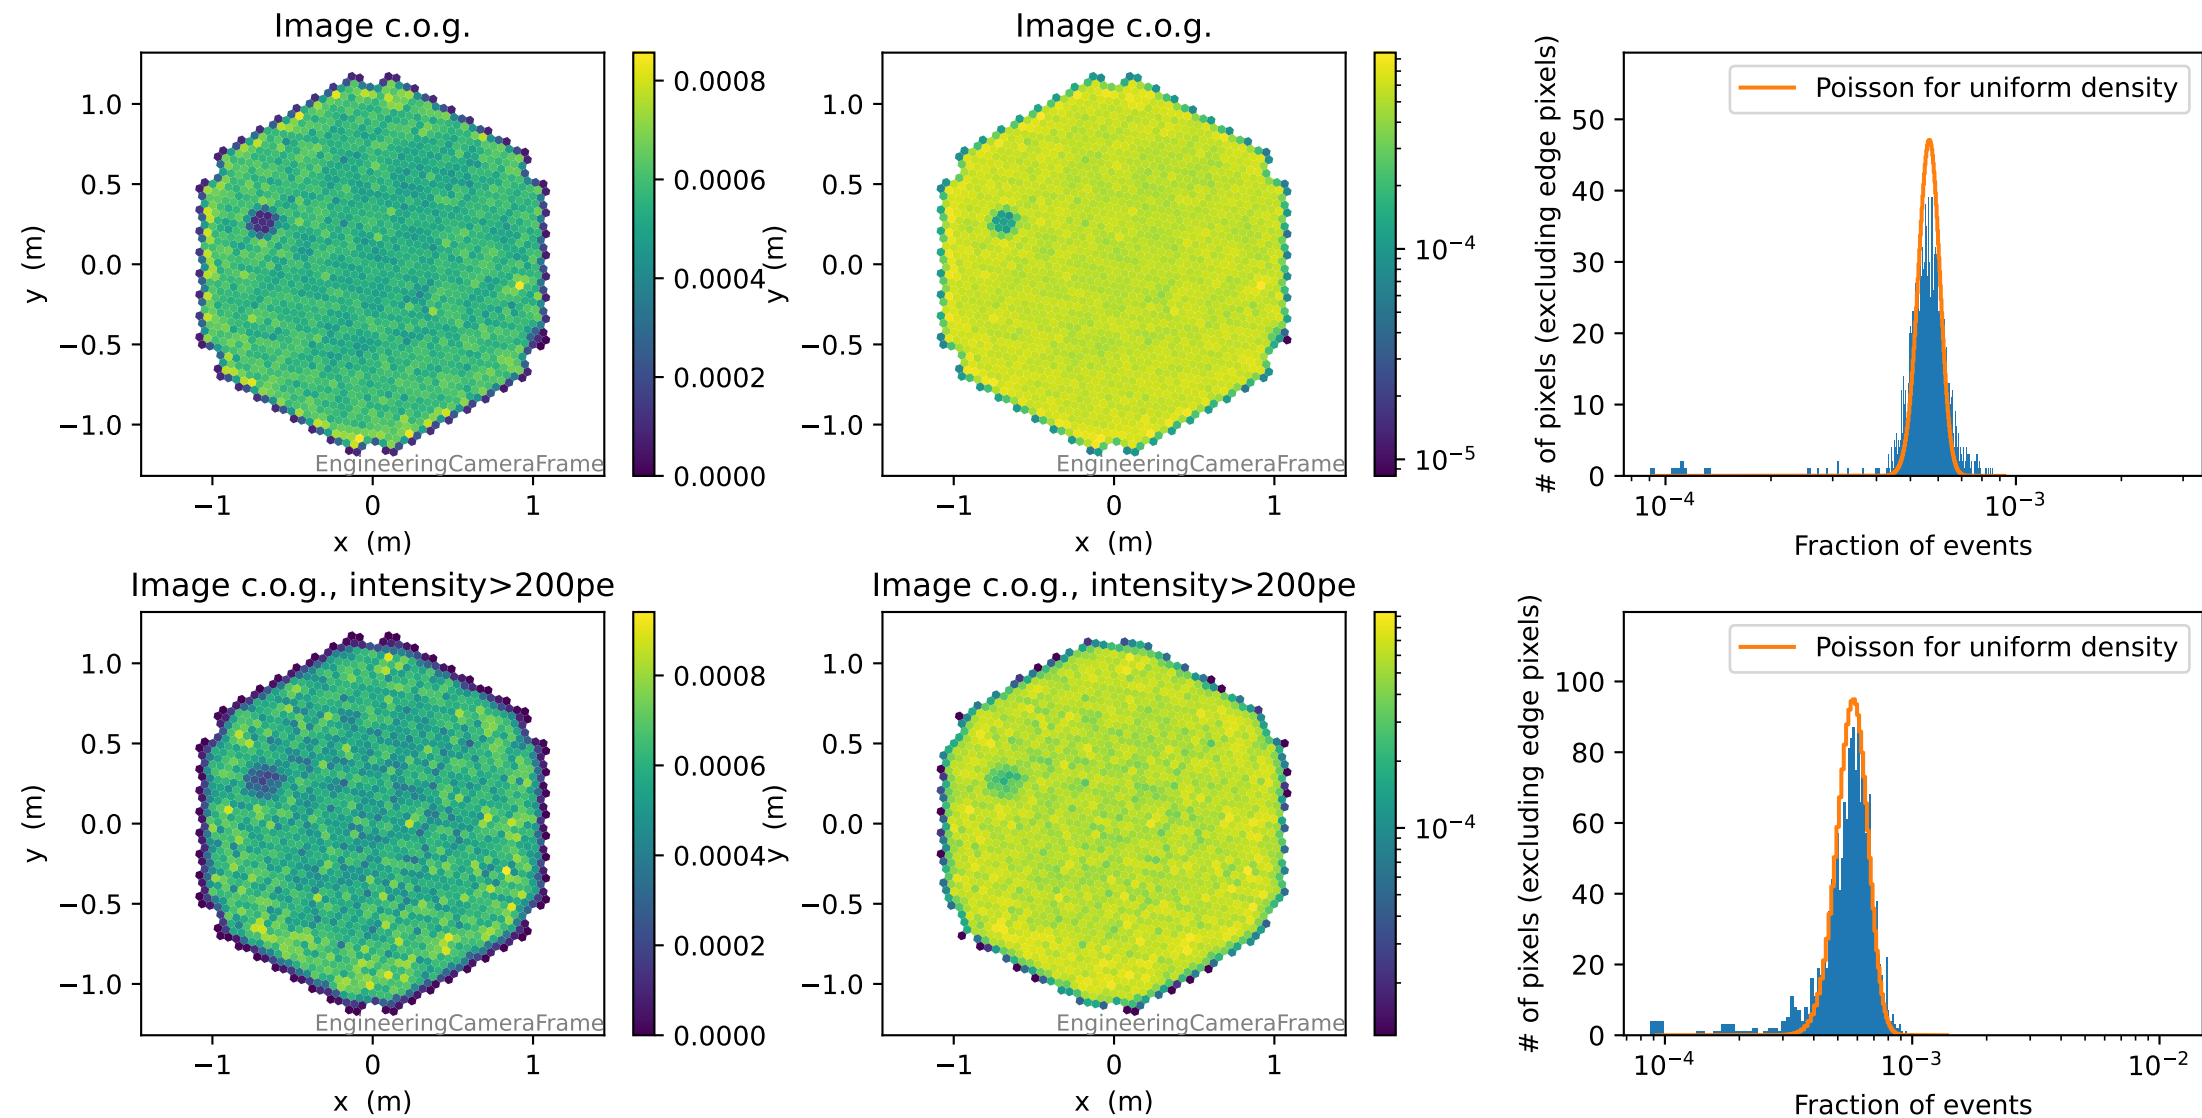 Image c.o.g.
1.0
0.5
0.0
−0.5
−1.0
y (m)
−1
0
1
x (m)
EngineeringCameraFrame
0.0008
0.0006
0.0004
0.0002
0.0000
Image c.o.g.
1.0
0.5
0.0
−0.5
−1.0
y (m)
−1
0
1
x (m)
EngineeringCameraFrame
10⁻⁴
10⁻⁵
Poisson for uniform density
50
40
30
20
10
0
# of pixels (excluding edge pixels)
10⁻⁴
10⁻³
Fraction of events
Image c.o.g., intensity>200pe
1.0
0.5
0.0
−0.5
−1.0
y (m)
−1
0
1
x (m)
EngineeringCameraFrame
0.0008
0.0006
0.0004
0.0002
0.0000
Image c.o.g., intensity>200pe
1.0
0.5
0.0
−0.5
−1.0
y (m)
−1
0
1
x (m)
EngineeringCameraFrame
10⁻⁴
Poisson for uniform density
100
80
60
40
20
0
# of pixels (excluding edge pixels)
10⁻⁴
10⁻³
10⁻²
Fraction of events